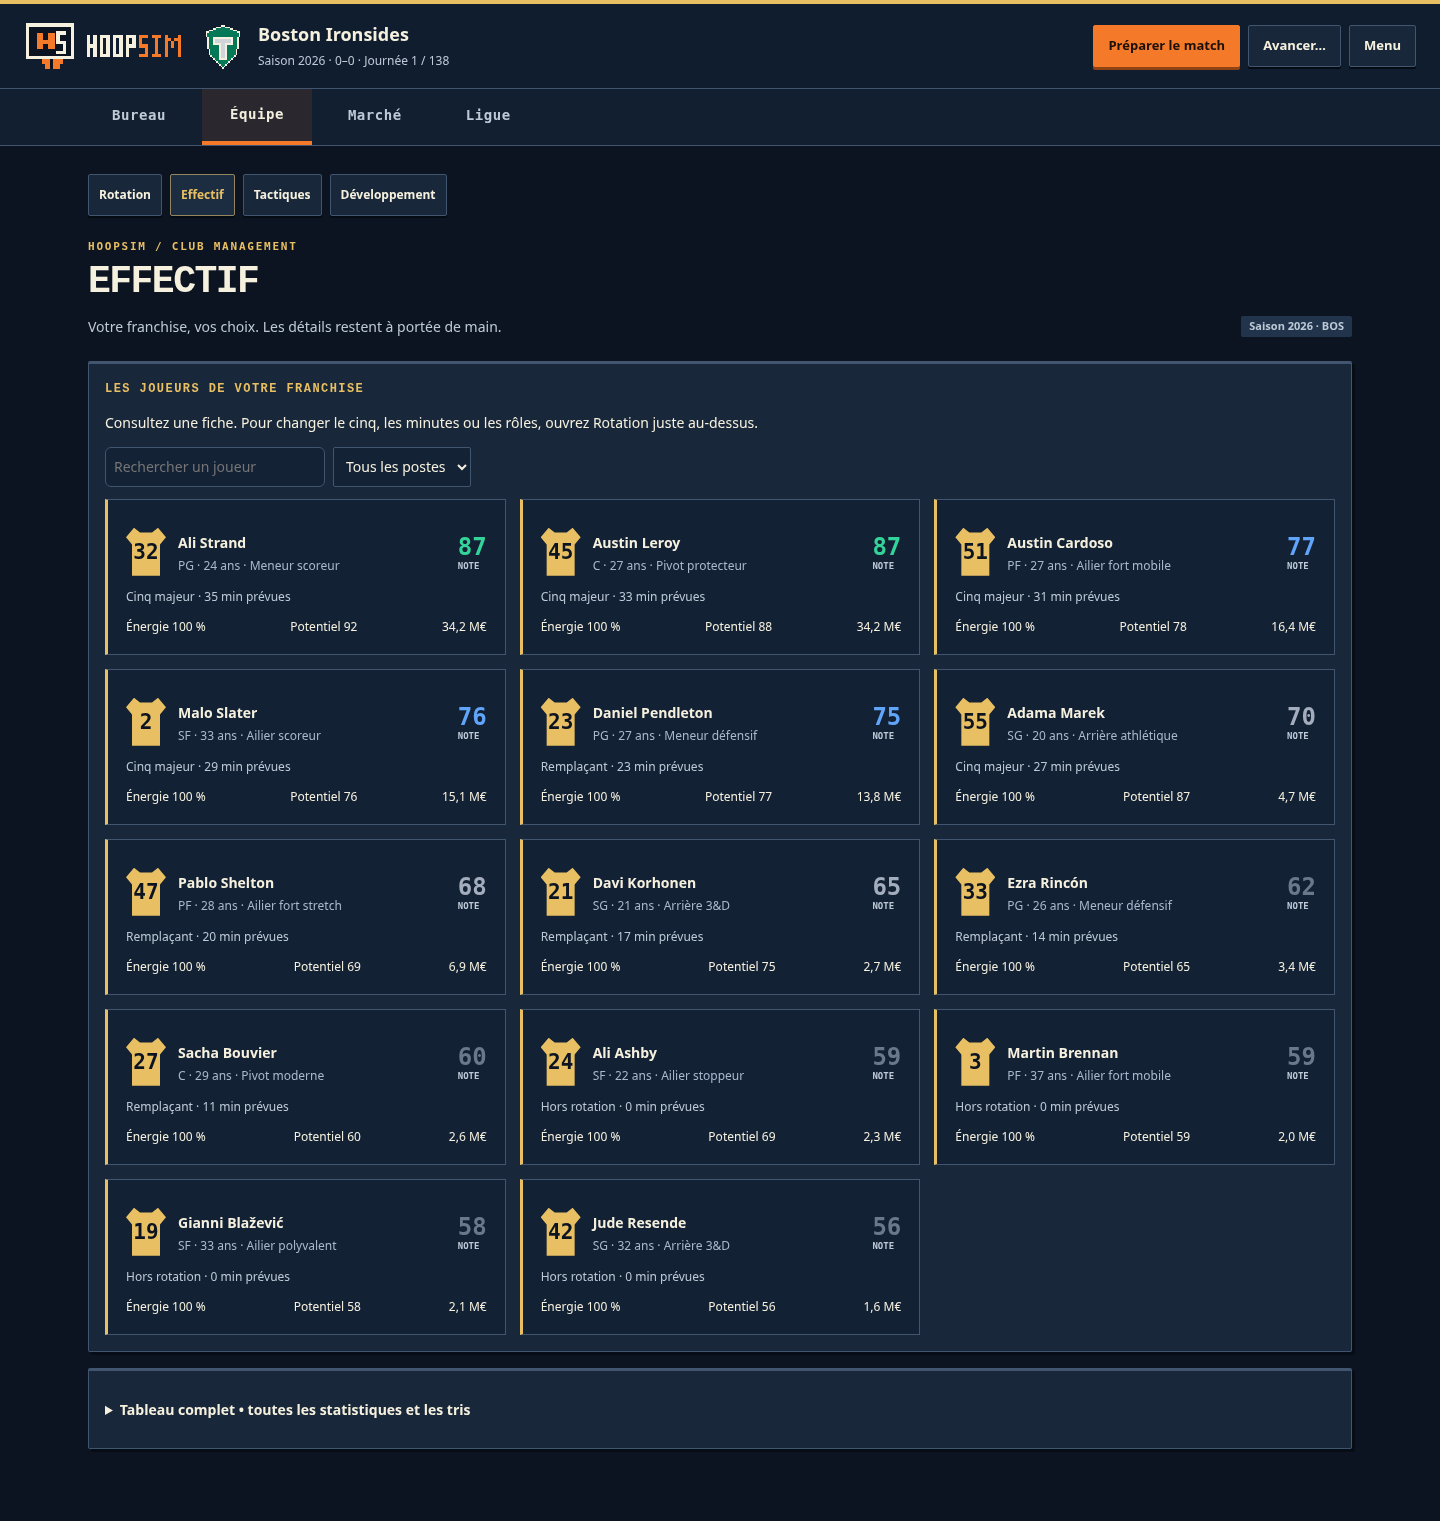 HS HOOPSIM
T
Boston Ironsides
Saison 2026 · 0–0 · Journée 1 / 138
Préparer le match
Avancer...
Menu
Bureau
Équipe
Marché
Ligue
Rotation
Effectif
Tactiques
Développement
HOOPSIM / CLUB MANAGEMENT
EFFECTIF
Votre franchise, vos choix. Les détails restent à portée de main.
Saison 2026 · BOS
LES JOUEURS DE VOTRE FRANCHISE
Consultez une fiche. Pour changer le cinq, les minutes ou les rôles, ouvrez Rotation juste au-dessus.
Rechercher un joueur
Tous les postes
32
Ali Strand
PG · 24 ans · Meneur scoreur
87
NOTE
Cinq majeur · 35 min prévues
Énergie 100 %
Potentiel 92
34,2 M€
45
Austin Leroy
C · 27 ans · Pivot protecteur
87
NOTE
Cinq majeur · 33 min prévues
Énergie 100 %
Potentiel 88
34,2 M€
51
Austin Cardoso
PF · 27 ans · Ailier fort mobile
77
NOTE
Cinq majeur · 31 min prévues
Énergie 100 %
Potentiel 78
16,4 M€
2
Malo Slater
SF · 33 ans · Ailier scoreur
76
NOTE
Cinq majeur · 29 min prévues
Énergie 100 %
Potentiel 76
15,1 M€
23
Daniel Pendleton
PG · 27 ans · Meneur défensif
75
NOTE
Remplaçant · 23 min prévues
Énergie 100 %
Potentiel 77
13,8 M€
55
Adama Marek
SG · 20 ans · Arrière athlétique
70
NOTE
Cinq majeur · 27 min prévues
Énergie 100 %
Potentiel 87
4,7 M€
47
Pablo Shelton
PF · 28 ans · Ailier fort stretch
68
NOTE
Remplaçant · 20 min prévues
Énergie 100 %
Potentiel 69
6,9 M€
21
Davi Korhonen
SG · 21 ans · Arrière 3&D
65
NOTE
Remplaçant · 17 min prévues
Énergie 100 %
Potentiel 75
2,7 M€
33
Ezra Rincón
PG · 26 ans · Meneur défensif
62
NOTE
Remplaçant · 14 min prévues
Énergie 100 %
Potentiel 65
3,4 M€
27
Sacha Bouvier
C · 29 ans · Pivot moderne
60
NOTE
Remplaçant · 11 min prévues
Énergie 100 %
Potentiel 60
2,6 M€
24
Ali Ashby
SF · 22 ans · Ailier stoppeur
59
NOTE
Hors rotation · 0 min prévues
Énergie 100 %
Potentiel 69
2,3 M€
3
Martin Brennan
PF · 37 ans · Ailier fort mobile
59
NOTE
Hors rotation · 0 min prévues
Énergie 100 %
Potentiel 59
2,0 M€
19
Gianni Blažević
SF · 33 ans · Ailier polyvalent
58
NOTE
Hors rotation · 0 min prévues
Énergie 100 %
Potentiel 58
2,1 M€
42
Jude Resende
SG · 32 ans · Arrière 3&D
56
NOTE
Hors rotation · 0 min prévues
Énergie 100 %
Potentiel 56
1,6 M€
Tableau complet • toutes les statistiques et les tris